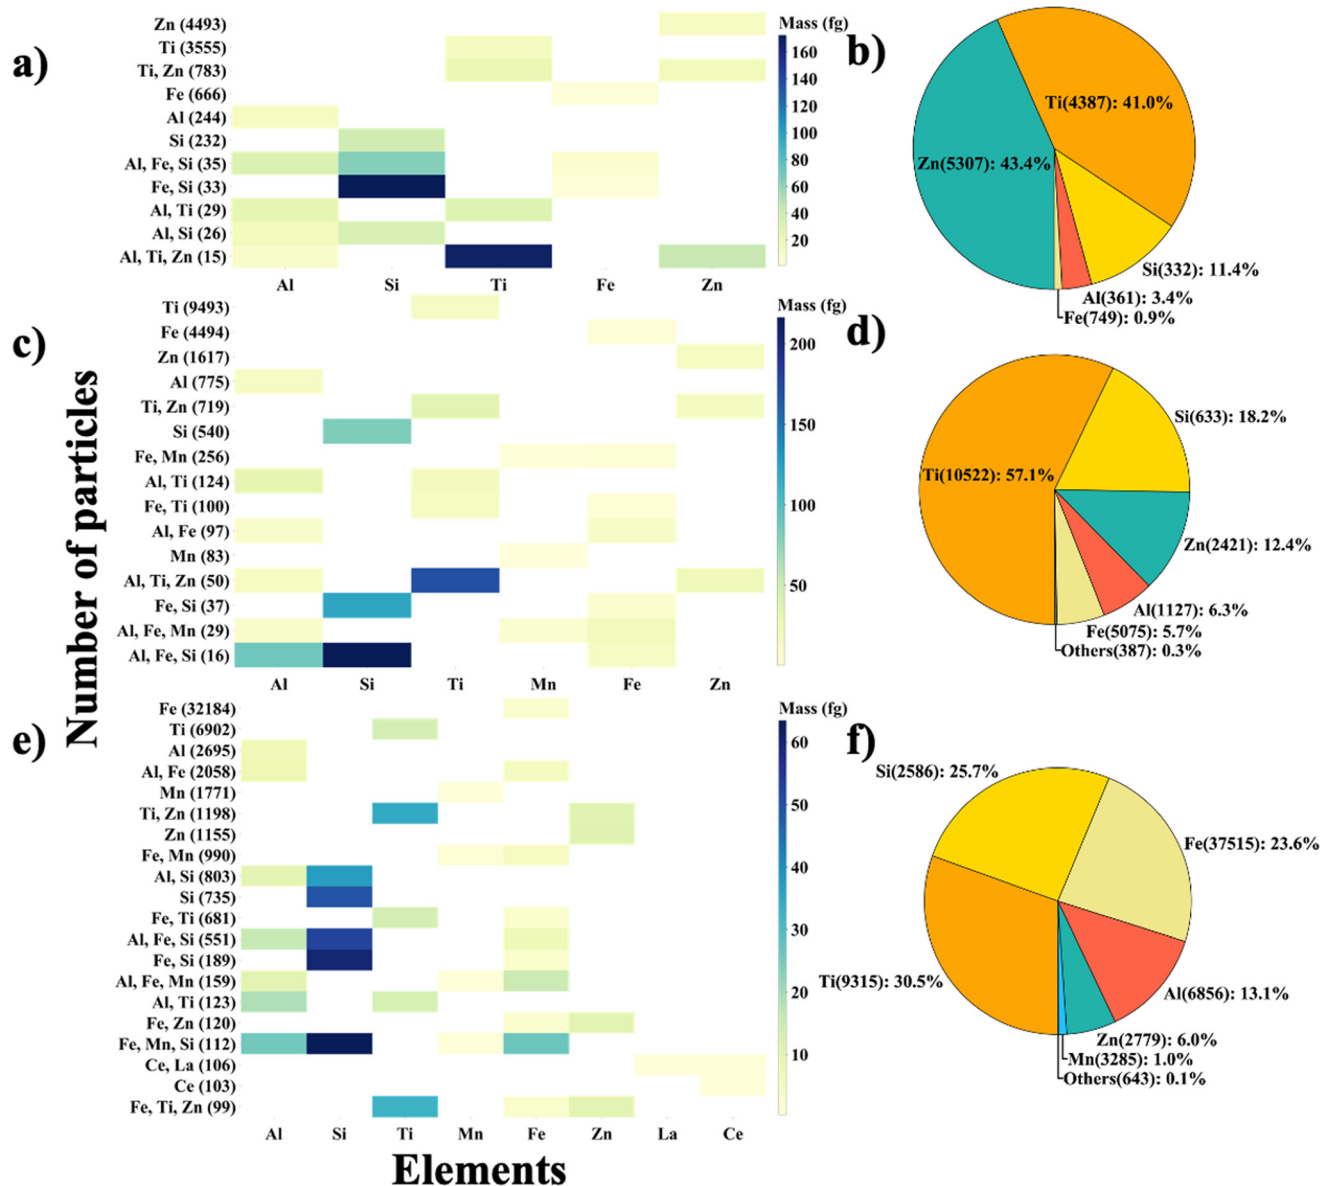 a)
Zn (4493)
Ti (3555)
Ti, Zn (783)
Fe (666)
Al (244)
Si (232)
Al, Fe, Si (35)
Fe, Si (33)
Al, Ti (29)
Al, Si (26)
Al, Ti, Zn (15)
Al Si Ti Fe Zn
Mass (fg)
160
140
120
100
80
60
40
20
b)
Ti(4387): 41.0%
Zn(5307): 43.4%
Si(332): 11.4%
Al(361): 3.4%
Fe(749): 0.9%
c)
Number of particles
Ti (9493)
Fe (4494)
Zn (1617)
Al (775)
Ti, Zn (719)
Si (540)
Fe, Mn (256)
Al, Ti (124)
Fe, Ti (100)
Al, Fe (97)
Mn (83)
Al, Ti, Zn (50)
Fe, Si (37)
Al, Fe, Mn (29)
Al, Fe, Si (16)
Al Si Ti Mn Fe Zn
Mass (fg)
200
150
100
50
d)
Si(633): 18.2%
Ti(10522): 57.1%
Zn(2421): 12.4%
Al(1127): 6.3%
Fe(5075): 5.7%
Others(387): 0.3%
e)
Fe (32184)
Ti (6902)
Al (2695)
Al, Fe (2058)
Mn (1771)
Ti, Zn (1198)
Zn (1155)
Fe, Mn (990)
Al, Si (803)
Si (735)
Fe, Ti (681)
Al, Fe, Si (551)
Fe, Si (189)
Al, Fe, Mn (159)
Al, Ti (123)
Fe, Zn (120)
Fe, Mn, Si (112)
Ce, La (106)
Ce (103)
Fe, Ti, Zn (99)
Al Si Ti Mn Fe Zn La Ce
Elements
Mass (fg)
60
50
40
30
20
10
f)
Si(2586): 25.7%
Fe(37515): 23.6%
Ti(9315): 30.5%
Al(6856): 13.1%
Zn(2779): 6.0%
Mn(3285): 1.0%
Others(643): 0.1%